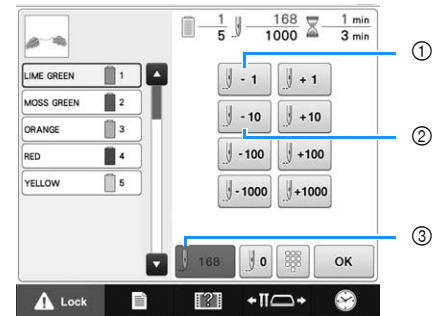 1 168 1 min
5 1000 3 min
①
LIME GREEN 1 - 1 + 1
MOSS GREEN 2 - 10 + 10
②
ORANGE 3
RED 4 - 100 +100
YELLOW 5 - 1000 +1000
③
168 0 OK
Lock